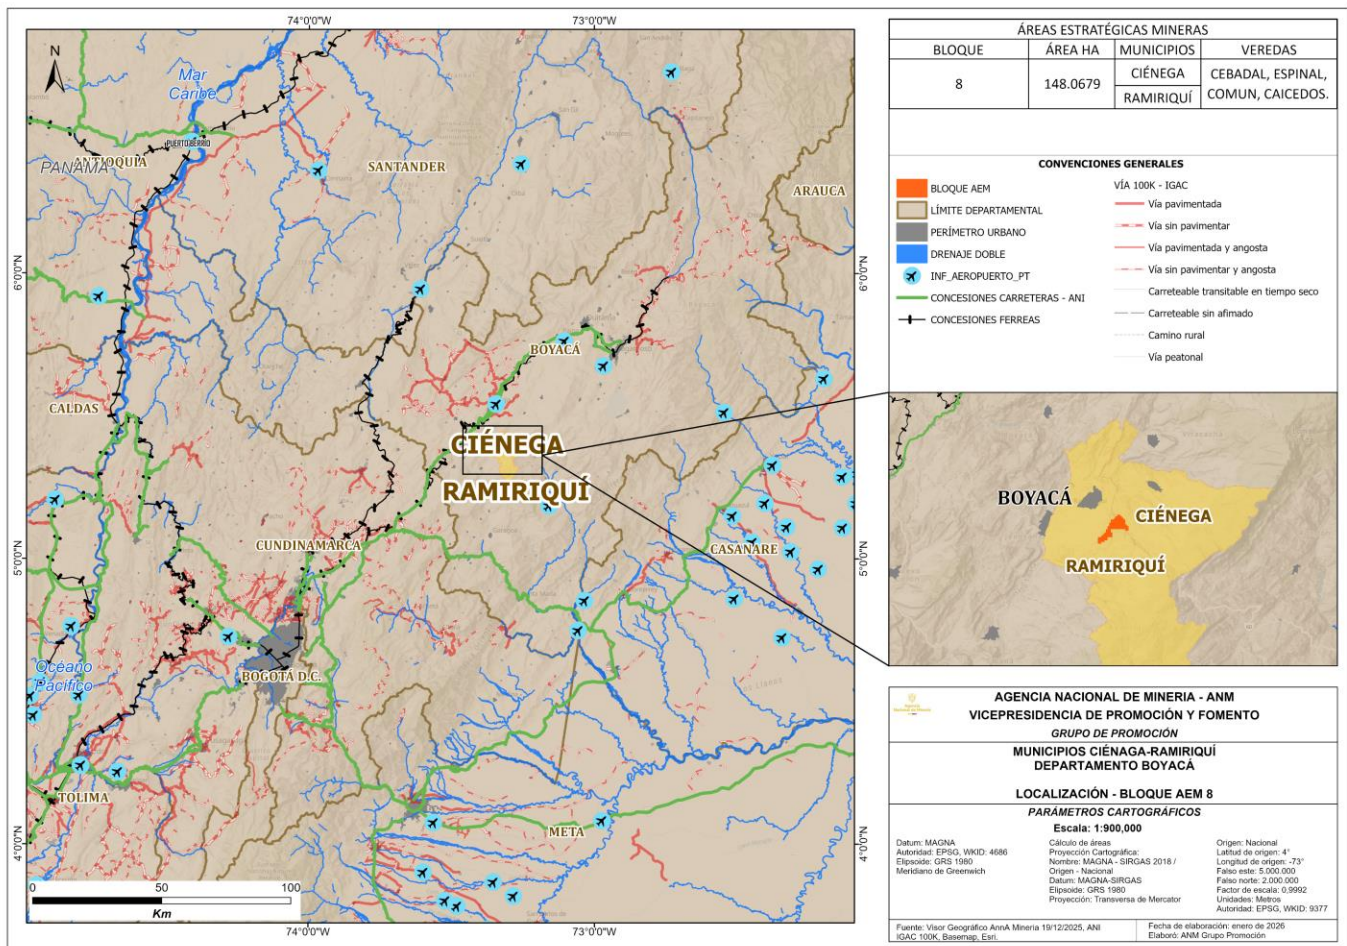 74°0'0"W
73°0'0"W
N
Mar
Caribe
PUERTO BERRIO
ANTIOQUIA
PANAMÁ
SANTANDER
ARAUCA
6°0'0"N
6°0'0"N
BOYACÁ
CALDAS
CIÉNEGA
RAMIRIQUÍ
CUNDINAMARCA
CASANARE
5°0'0"N
5°0'0"N
Océano
Pacífico
BOGOTÁ D.C.
TOLIMA
META
4°0'0"N
4°0'0"N
0 50 100
Km
74°0'0"W
73°0'0"W
ÁREAS ESTRATÉGICAS MINERAS
BLOQUE ÁREA HA MUNICIPIOS VEREDAS
8 148.0679 CIÉNEGA CEBADAL, ESPINAL,
RAMIRIQUÍ COMUN, CAICEDOS.
CONVENCIONES GENERALES
BLOQUE AEM
LÍMITE DEPARTAMENTAL
PERÍMETRO URBANO
DRENAJE DOBLE
INF_AEROPUERTO_PT
CONCESIONES CARRETERAS - ANI
CONCESIONES FERREAS
VÍA 100K - IGAC
Vía pavimentada
Vía sin pavimentar
Vía pavimentada y angosta
Vía sin pavimentar y angosta
Carreteable transitable en tiempo seco
Carreteable sin afimado
Camino rural
Vía peatonal
BOYACÁ
CIÉNEGA
RAMIRIQUÍ
Agencia
Nacional de Minería
AGENCIA NACIONAL DE MINERIA - ANM
VICEPRESIDENCIA DE PROMOCIÓN Y FOMENTO
GRUPO DE PROMOCIÓN
MUNICIPIOS CIÉNAGA-RAMIRIQUÍ
DEPARTAMENTO BOYACÁ
LOCALIZACIÓN - BLOQUE AEM 8
PARÁMETROS CARTOGRÁFICOS
Escala: 1:900,000
Datum: MAGNA
Autoridad: EPSG, WKID: 4686
Elipsoide: GRS 1980
Meridiano de Greenwich
Cálculo de áreas
Proyección Cartográfica:
Nombre: MAGNA - SIRGAS 2018 /
Origen - Nacional
Datum: MAGNA-SIRGAS
Elipsoide: GRS 1980
Proyección: Transversa de Mercator
Origen: Nacional
Latitud de origen: 4°
Longitud de origen: -73°
Falso este: 5.000.000
Falso norte: 2.000.000
Factor de escala: 0,9992
Unidades: Metros
Autoridad: EPSG, WKID: 9377
Fuente: Visor Geográfico AnnA Mineria 19/12/2025, ANI
IGAC 100K, Basemap, Esri.
Fecha de elaboración: enero de 2026
Elaboró: ANM Grupo Promoción